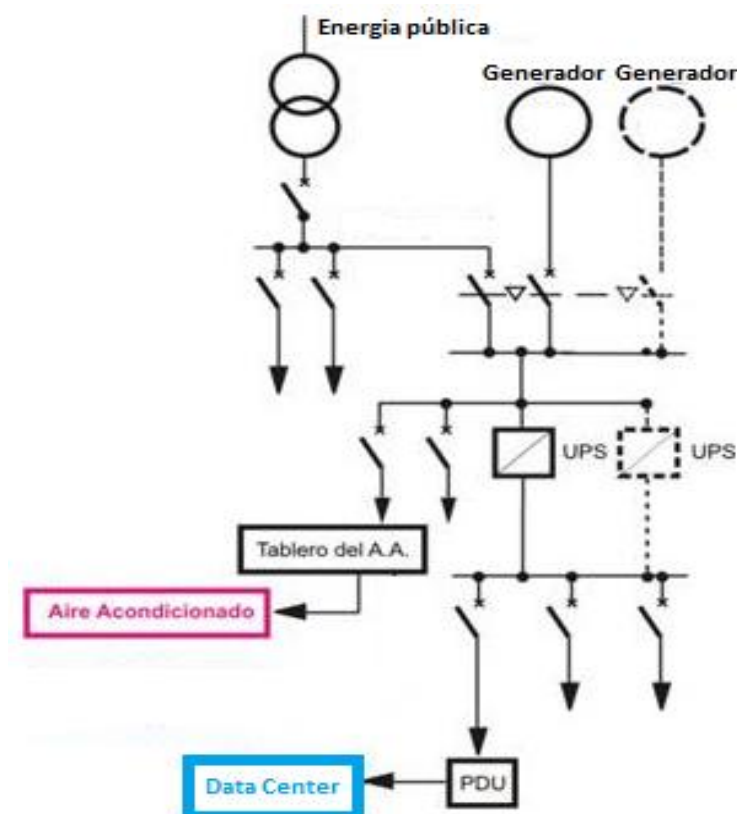 Energia pública
Generador Generador
UPS UPS
Tablero del A.A.
Aire Acondicionado
Data Center
PDU